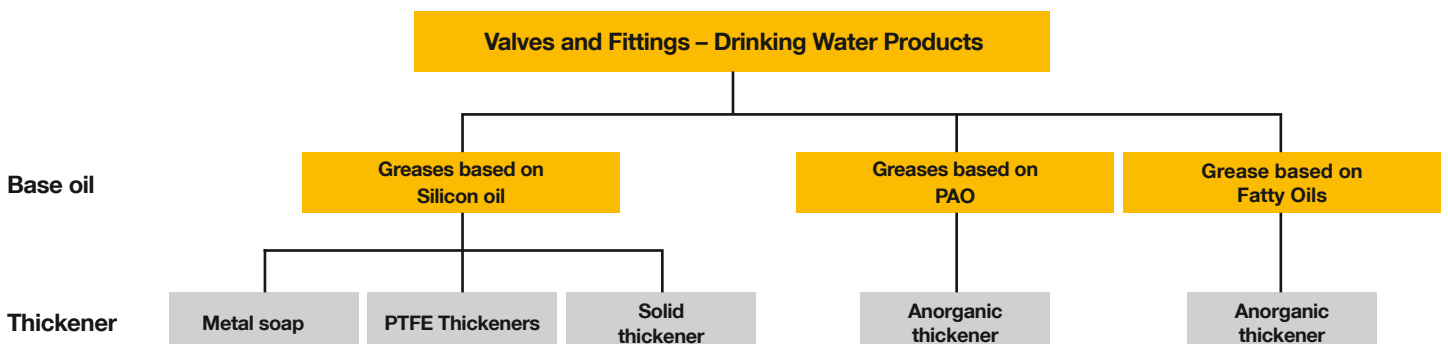 Valves and Fittings – Drinking Water Products
Base oil
Greases based on
Silicon oil
Greases based on
PAO
Grease based on
Fatty Oils
Thickener
Metal soap
PTFE Thickeners
Solid
thickener
Anorganic
thickener
Anorganic
thickener